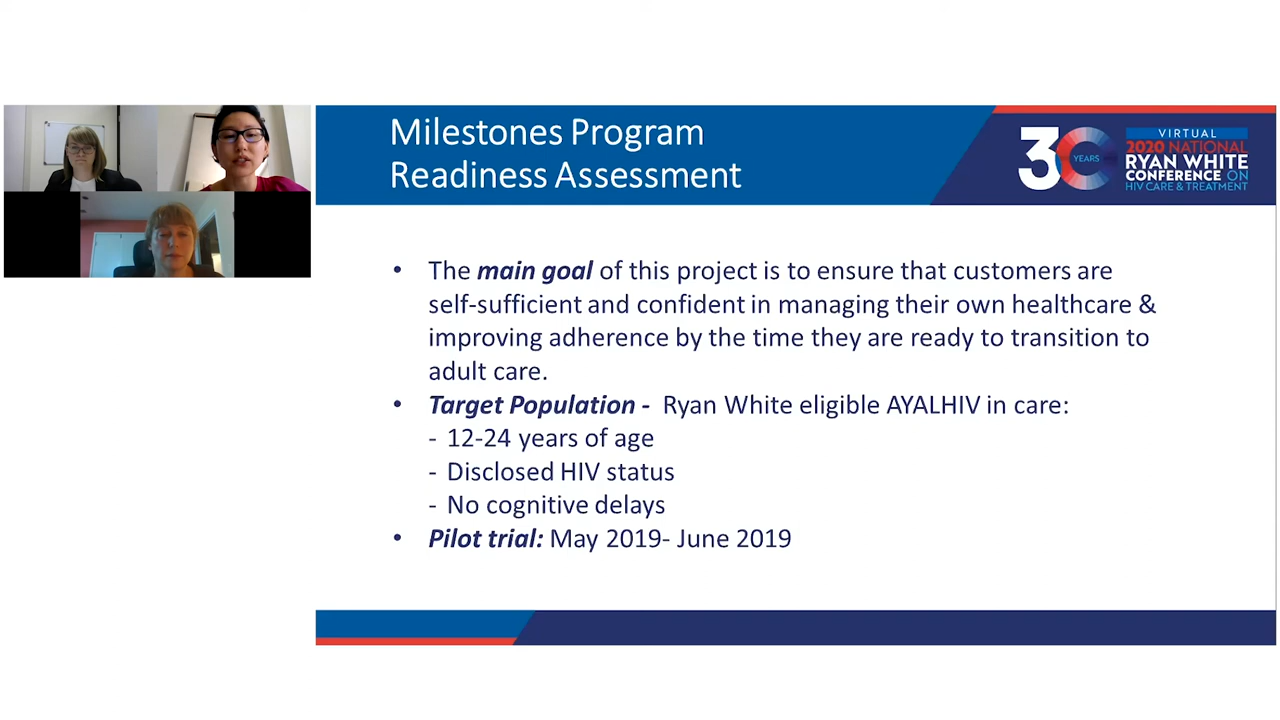 Milestones Program
Readiness Assessment
30
YEARS
VIRTUAL
2020 NATIONAL
RYAN WHITE
CONFERENCE ON
HIV CARE & TREATMENT
• The main goal of this project is to ensure that customers are
self-sufficient and confident in managing their own healthcare &
improving adherence by the time they are ready to transition to
adult care.
• Target Population - Ryan White eligible AYALHIV in care:
- 12-24 years of age
- Disclosed HIV status
- No cognitive delays
• Pilot trial: May 2019- June 2019